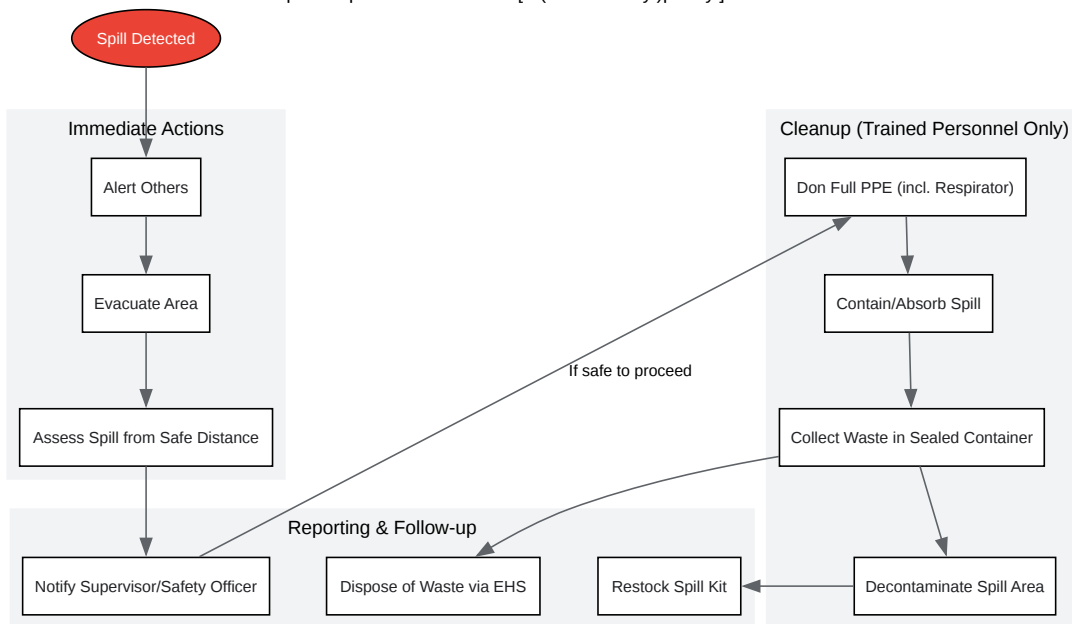 Spill Detected
Immediate Actions
Alert Others
Evacuate Area
Assess Spill from Safe Distance
Cleanup (Trained Personnel Only)
Don Full PPE (incl. Respirator)
Contain/Absorb Spill
If safe to proceed
Collect Waste in Sealed Container
Reporting & Follow-up
Notify Supervisor/Safety Officer
Dispose of Waste via EHS
Restock Spill Kit
Decontaminate Spill Area